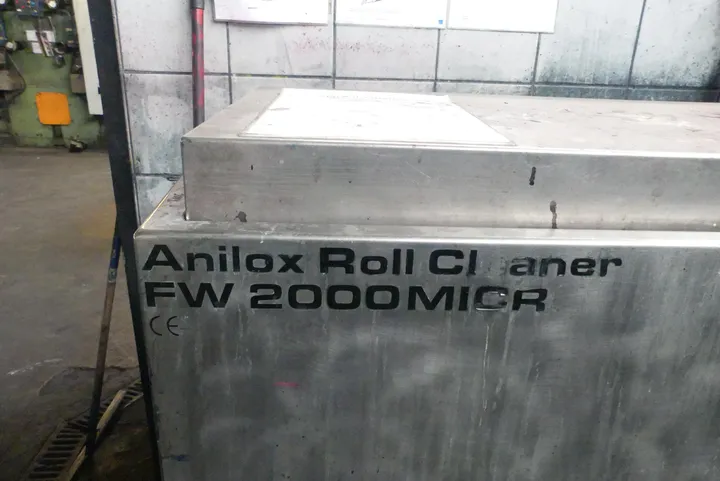 Anilox Roll Cl aner
FW 2000MICR
CE